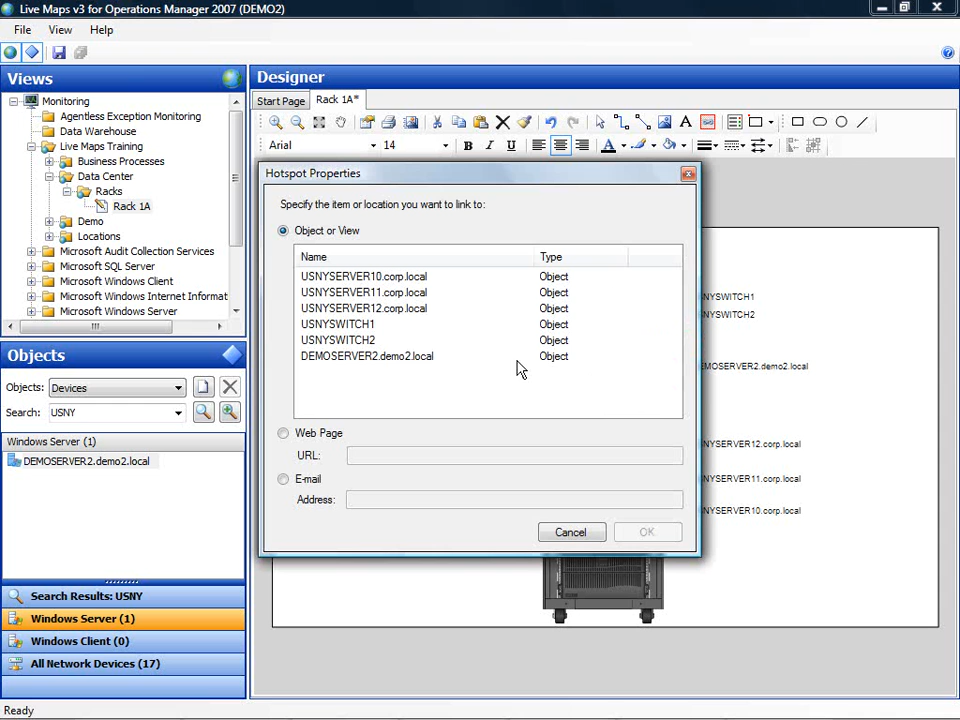 Live Maps v3 for Operations Manager 2007 (DEMO2)
File View Help
Views
Designer
Monitoring
Agentless Exception Monitoring
Data Warehouse
Live Maps Training
Business Processes
Data Center
Racks
Rack 1A
Demo
Locations
Microsoft Audit Collection Services
Microsoft SQL Server
Microsoft Windows Client
Microsoft Windows Internet Informat
Microsoft Windows Server
Start Page Rack 1A*
Arial 14 B I U A
Hotspot Properties
Specify the item or location you want to link to:
Object or View
Name Type
USNYSERVER10.corp.local Object
USNYSERVER11.corp.local Object
USNYSERVER12.corp.local Object
USNYSWITCH1 Object
USNYSWITCH2 Object
DEMOSERVER2.demo2.local Object
Web Page
URL:
E-mail
Address:
Cancel OK
NYSWITCH1
NYSWITCH2
DEMOSERVER2.demo2.local
NYSERVER12.corp.local
NYSERVER11.corp.local
NYSERVER10.corp.local
Objects
Objects: Devices
Search: USNY
Windows Server (1)
DEMOSERVER2.demo2.local
Search Results: USNY
Windows Server (1)
Windows Client (0)
All Network Devices (17)
Ready